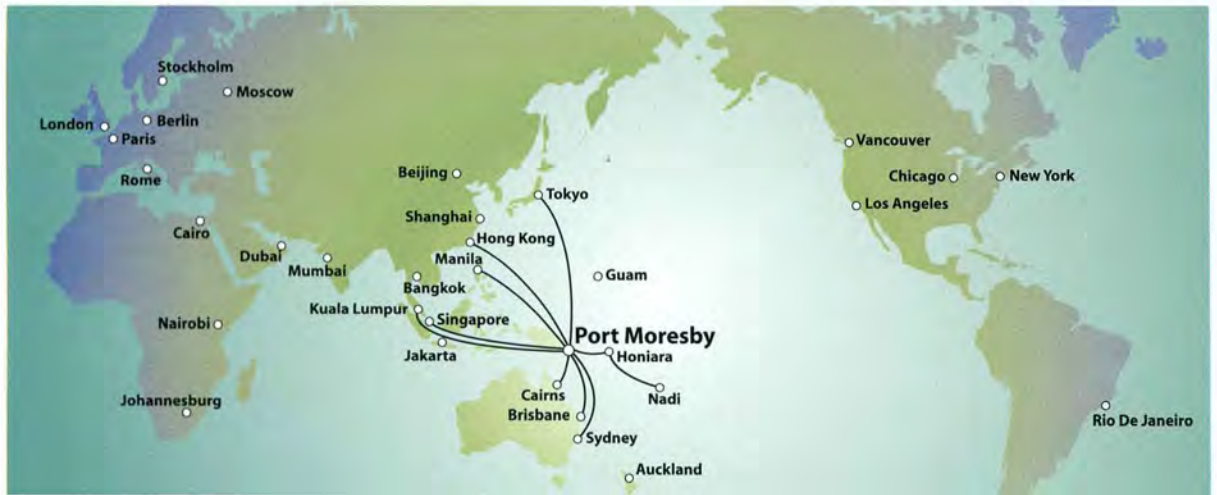 Stockholm
Moscow
London
Berlin
Paris
Rome
Beijing
Tokyo
Vancouver
Chicago
New York
Los Angeles
Shanghai
Cairo
Hong Kong
Dubai
Mumbai
Manila
Bangkok
Guam
Kuala Lumpur
Singapore
Nairobi
Port Moresby
Jakarta
Honiara
Cairns
Nadi
Johannesburg
Brisbane
Rio De Janeiro
Sydney
Auckland